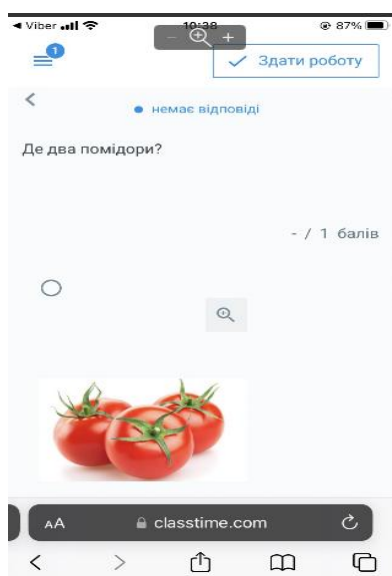 Viber
10:38
87%
- +
1
Здати роботу
немає відповіді
Де два помідори?
- / 1 балів
AA
classtime.com